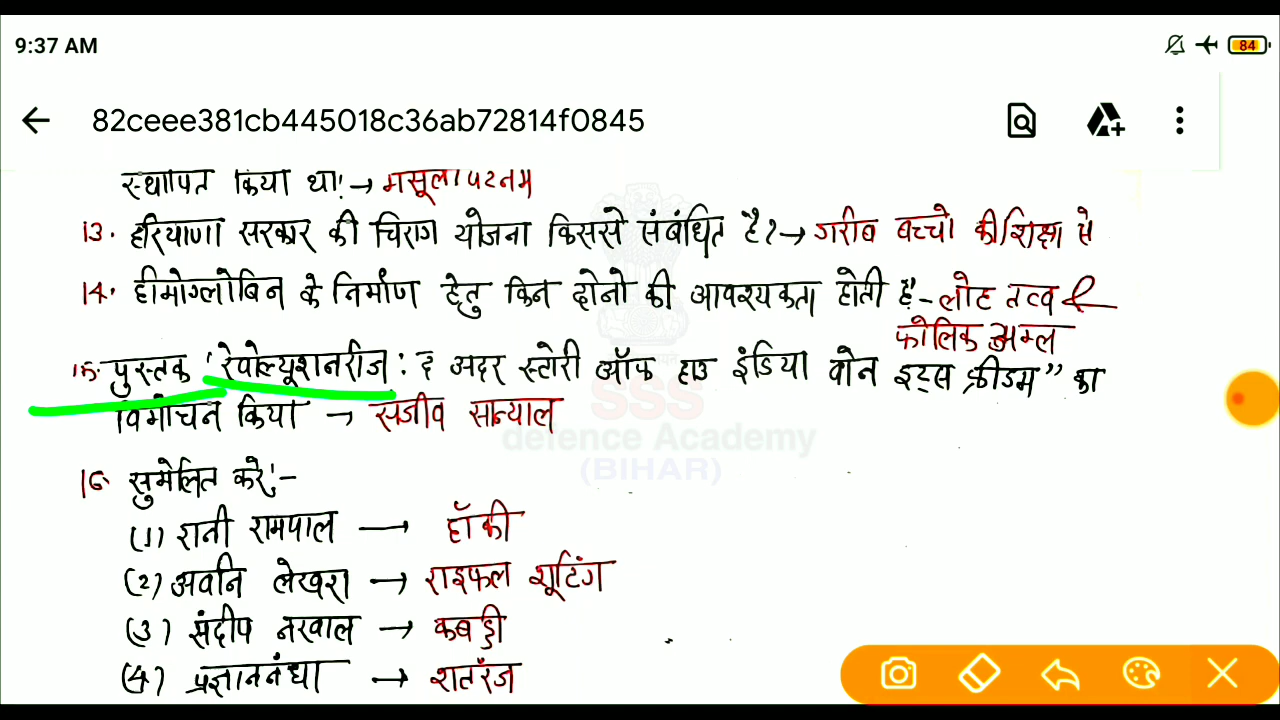 9:37 AM
84
82ceee381cb445018c36ab72814f0845
स्थापित किया था! → मसूलीपटनम
13. हरियाणा सरकार की चिराग योजना किससे संबंधित है? → गरीब बच्चो की शिक्षा से
14. हीमोग्लोबिन के निर्माण हेतु किन दोनो की आवश्यकता होती है - लौह तत्व &
फोलिक अम्ल
15. पुस्तक 'रेवोल्यूशनरीज : द अदर स्टोरी ऑफ हाउ इंडिया वोन इट्स फ्रीडम" का
विमोचन किया → संजीव सान्याल
SSS
defence Academy
(BIHAR)
16. सुमेलित करे! -
(1) रानी रामपाल → हॉकी
(2) अवनि लेखरा → राइफल शूटिंग
(3) संदीप नरवाल → कबड्डी
(4) प्रज्ञाननंधा → शतरंज